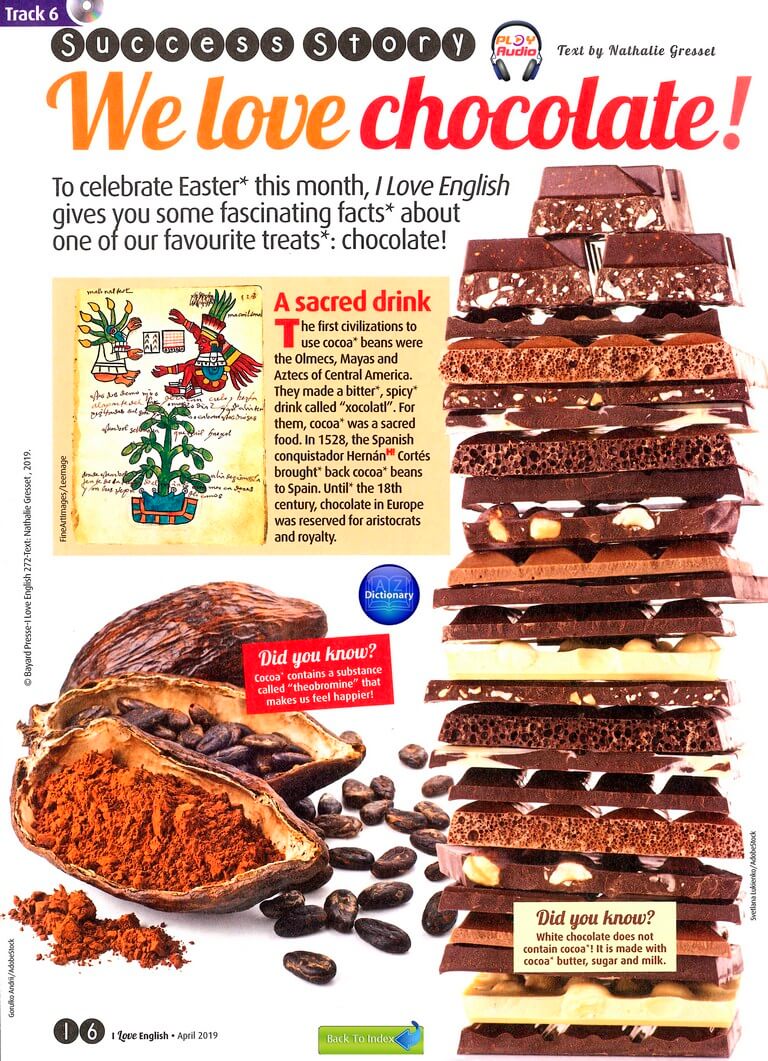 Track 6
Success Story
PLAY
Audio
Text by Nathalie Gresset
We love chocolate!
To celebrate Easter* this month, I Love English
gives you some fascinating facts* about
one of our favourite treats*: chocolate!
A sacred drink
The first civilizations to
use cocoa* beans were
the Olmecs, Mayas and
Aztecs of Central America.
They made a bitter*, spicy*
drink called “xocolatl”. For
them, cocoa* was a sacred
food. In 1528, the Spanish
conquistador Hernán Cortés
brought* back cocoa* beans
to Spain. Until* the 18th
century, chocolate in Europe
was reserved for aristocrats
and royalty.
FineArtImages/Leemage
© Bayard Presse-I Love English 272-Text: Nathalie Gresset, 2019.
A Z
Dictionary
Did you know?
Cocoa* contains a substance
called “theobromine” that
makes us feel happier!
Did you know?
White chocolate does not
contain cocoa*! It is made with
cocoa* butter, sugar and milk.
Svetlana Lukienko/AdobeStock
Gorulko Andrii/AdobeStock
16 I Love English • April 2019
Back To Index